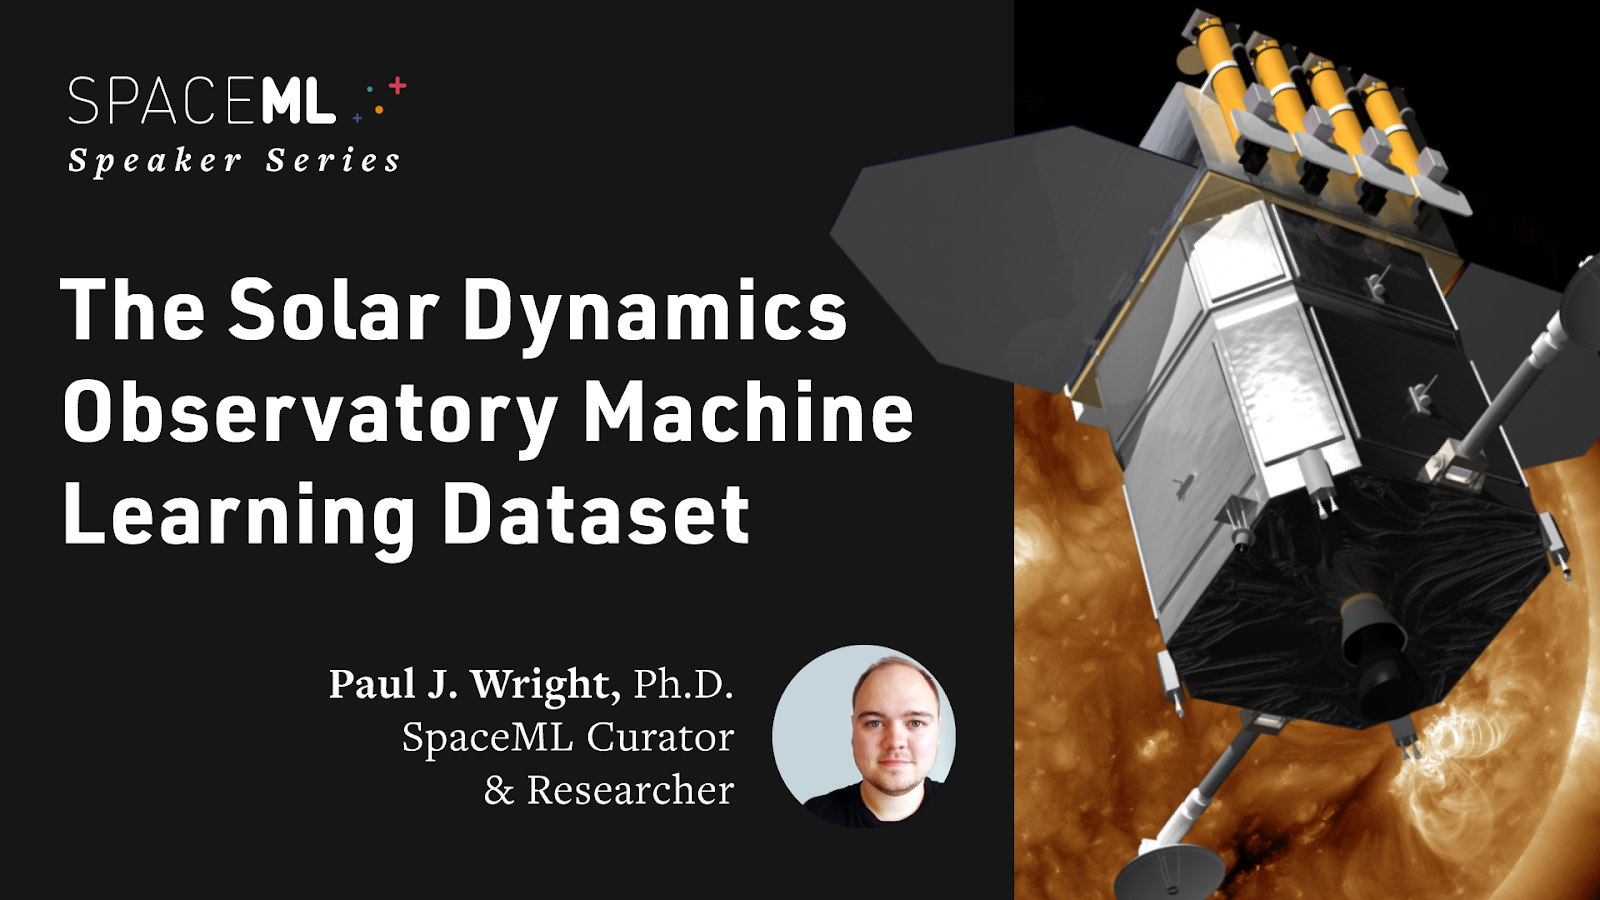 SPACEML
Speaker Series
The Solar Dynamics
Observatory Machine
Learning Dataset
Paul J. Wright, Ph.D.
SpaceML Curator
& Researcher